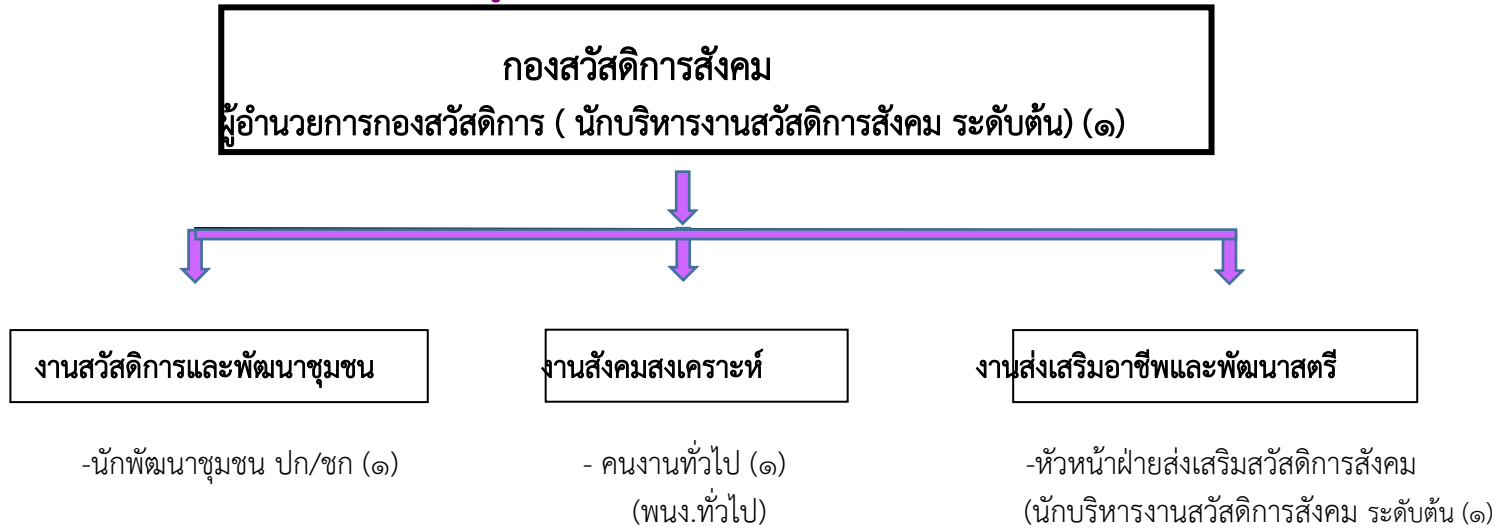 กองสวัสดิการสังคม
ผู้อำนวยการกองสวัสดิการ ( นักบริหารงานสวัสดิการสังคม ระดับต้น) (๑)
งานสวัสดิการและพัฒนาชุมชน
งานสังคมสงเคราะห์
งานส่งเสริมอาชีพและพัฒนาสตรี
-นักพัฒนาชุมชน ปก/ชก (๑)
- คนงานทั่วไป (๑)
(พนง.ทั่วไป)
-หัวหน้าฝ่ายส่งเสริมสวัสดิการสังคม
(นักบริหารงานสวัสดิการสังคม ระดับต้น (๑)